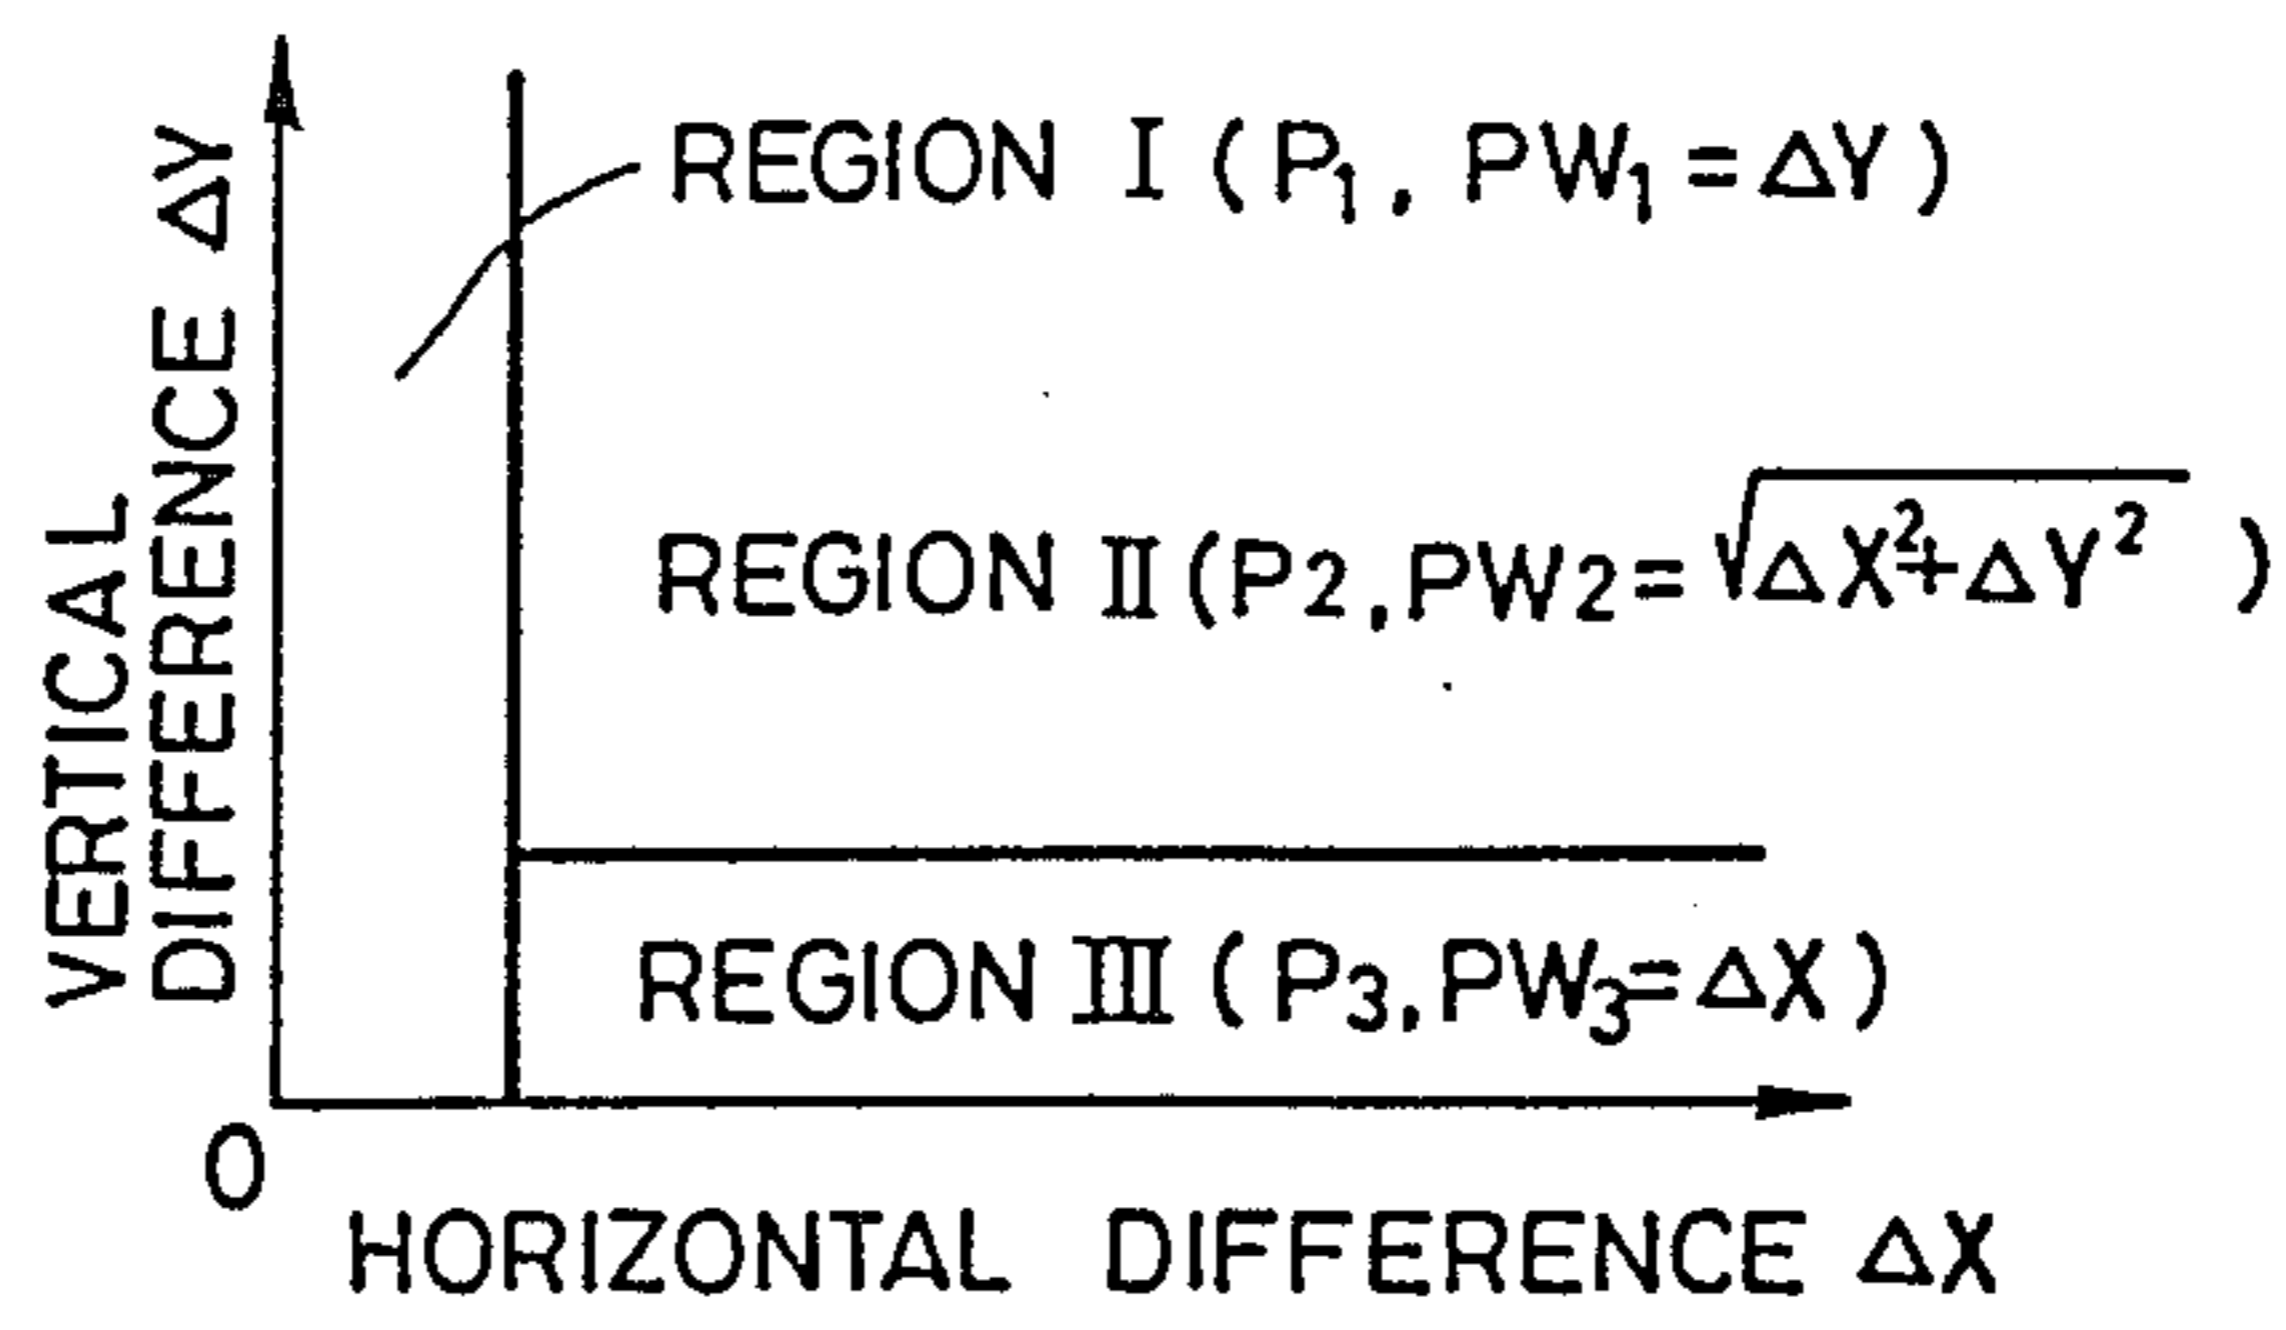 VERTICAL
DIFFERENCE ΔY
REGION I (P₁, PW₁=ΔY)
REGION II (P2, PW2=√ΔX²+ΔY²)
REGION III (P₃, PW₃=ΔX)
O
HORIZONTAL DIFFERENCE ΔX